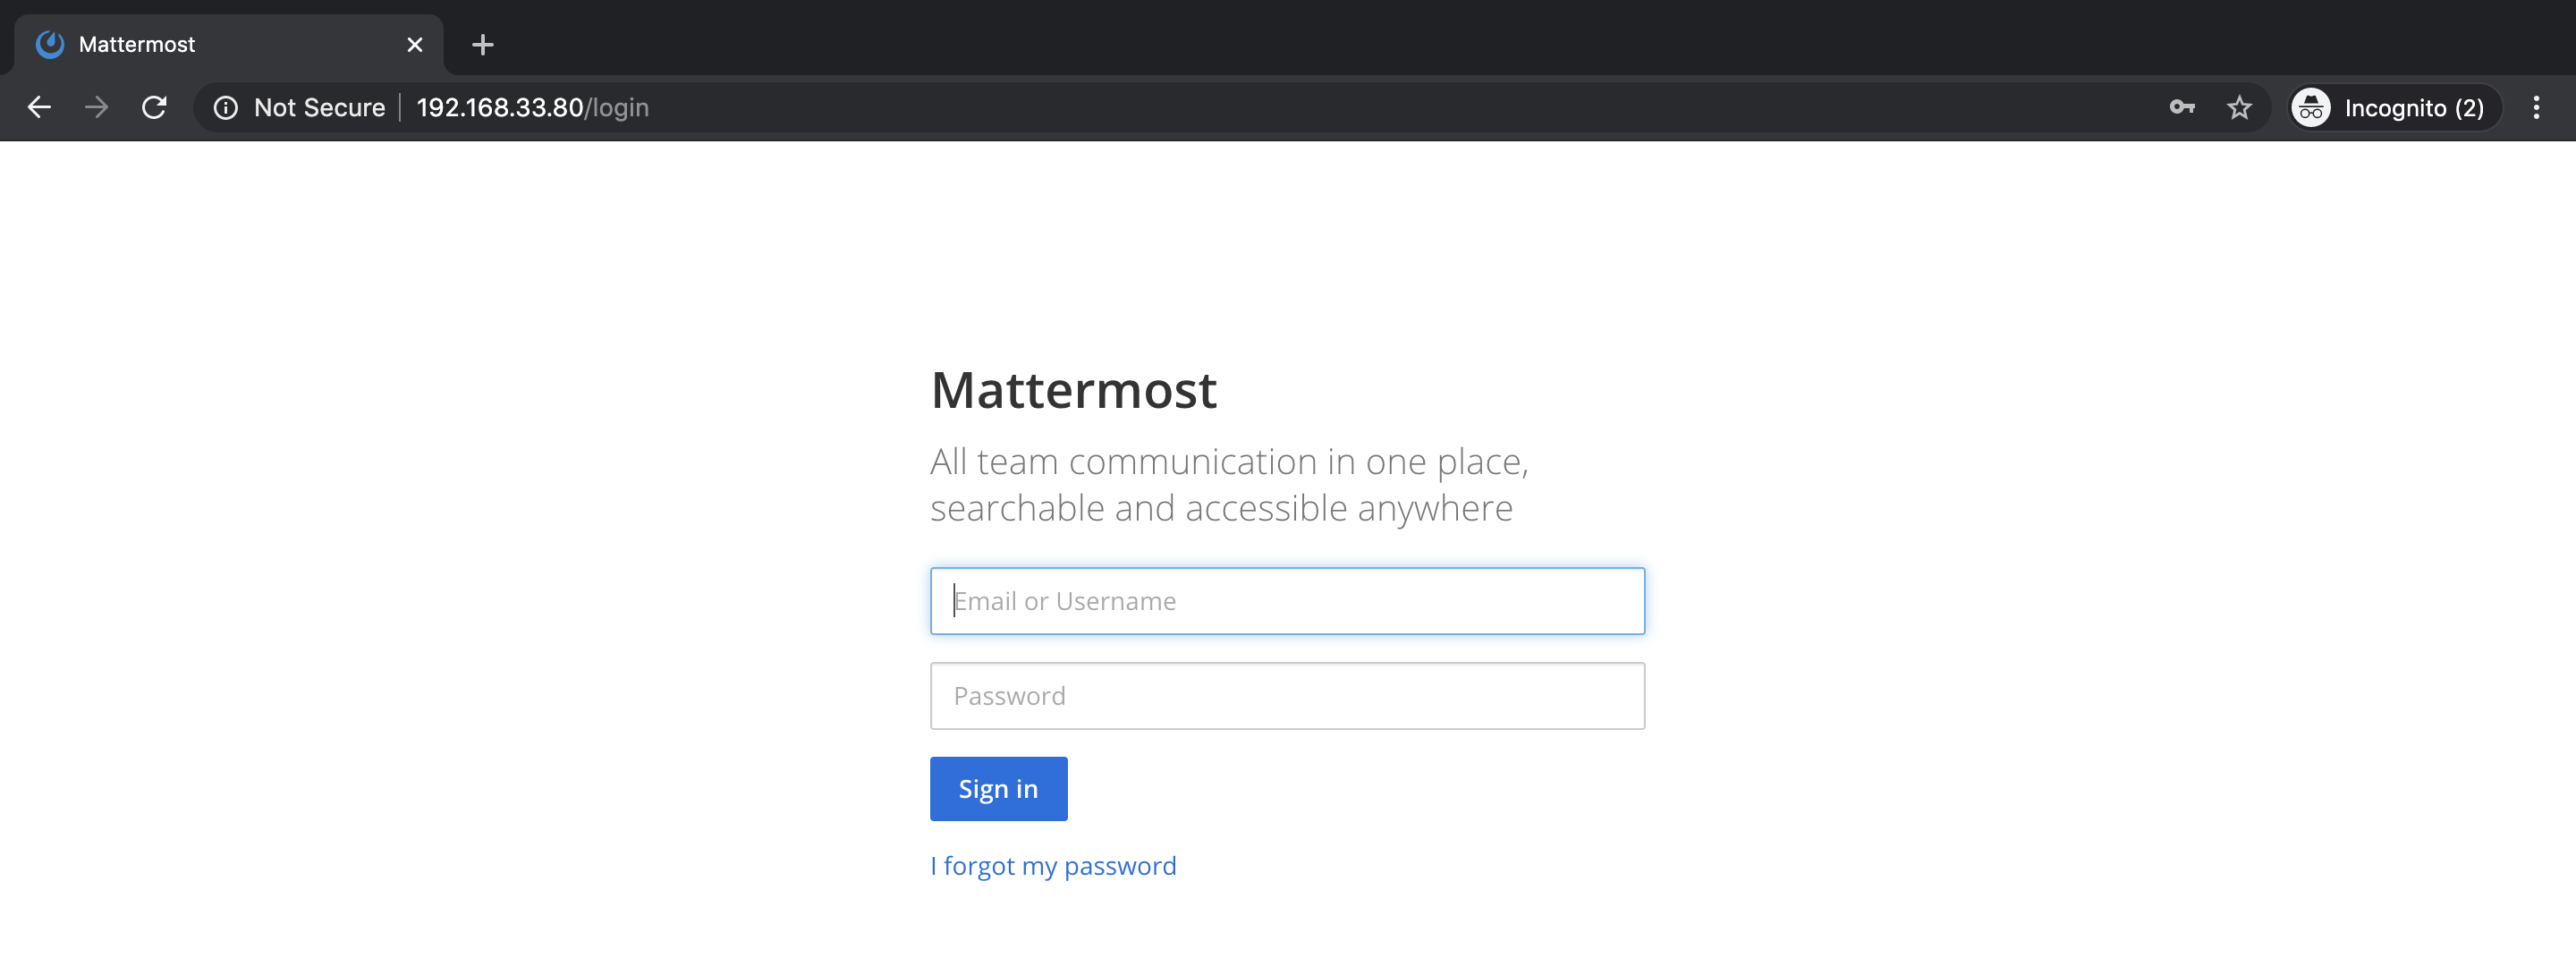 Mattermost
Not Secure 192.168.33.80/login Incognito (2)
Mattermost
All team communication in one place,
searchable and accessible anywhere
Email or Username
Password
Sign in
I forgot my password